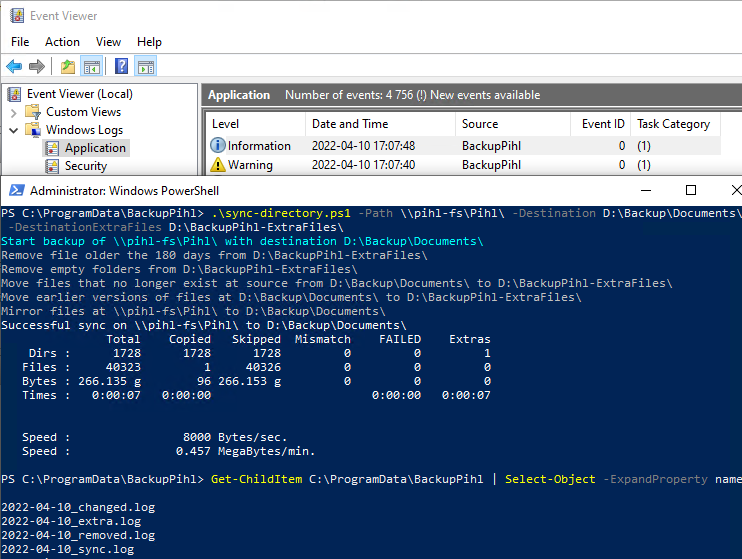 Event Viewer
File Action View Help
Event Viewer (Local)
Custom Views
Windows Logs
Application
Security
Application Number of events: 4 756 (!) New events available
Level Date and Time Source Event ID Task Category
Information 2022-04-10 17:07:48 BackupPihl 0 (1)
Warning 2022-04-10 17:07:40 BackupPihl 0 (1)
Administrator: Windows PowerShell
PS C:\ProgramData\BackupPihl> .\sync-directory.ps1 -Path \\pihl-fs\Pihl\ -Destination D:\Backup\Documents\
-DestinationExtraFiles D:\BackupPihl-ExtraFiles\
Start backup of \\pihl-fs\Pihl\ with destination D:\Backup\Documents\
Remove file older the 180 days from D:\BackupPihl-ExtraFiles\
Remove empty folders from D:\BackupPihl-ExtraFiles\
Move files that no longer exist at source from D:\Backup\Documents\ to D:\BackupPihl-ExtraFiles\
Move earlier versions of files at D:\Backup\Documents\ to D:\BackupPihl-ExtraFiles\
Mirror files at \\pihl-fs\Pihl\ to D:\Backup\Documents\
Successful sync on \\pihl-fs\Pihl\ to D:\Backup\Documents\
Total Copied Skipped Mismatch FAILED Extras
Dirs : 1728 1728 1728 0 0 1
Files : 40323 1 40326 0 0 0
Bytes : 266.135 g 96 266.153 g 0 0 0
Times : 0:00:07 0:00:00 0:00:00 0:00:07
Speed : 8000 Bytes/sec.
Speed : 0.457 MegaBytes/min.
PS C:\ProgramData\BackupPihl> Get-ChildItem C:\ProgramData\BackupPihl | Select-Object -ExpandProperty name
2022-04-10_changed.log
2022-04-10_extra.log
2022-04-10_removed.log
2022-04-10_sync.log